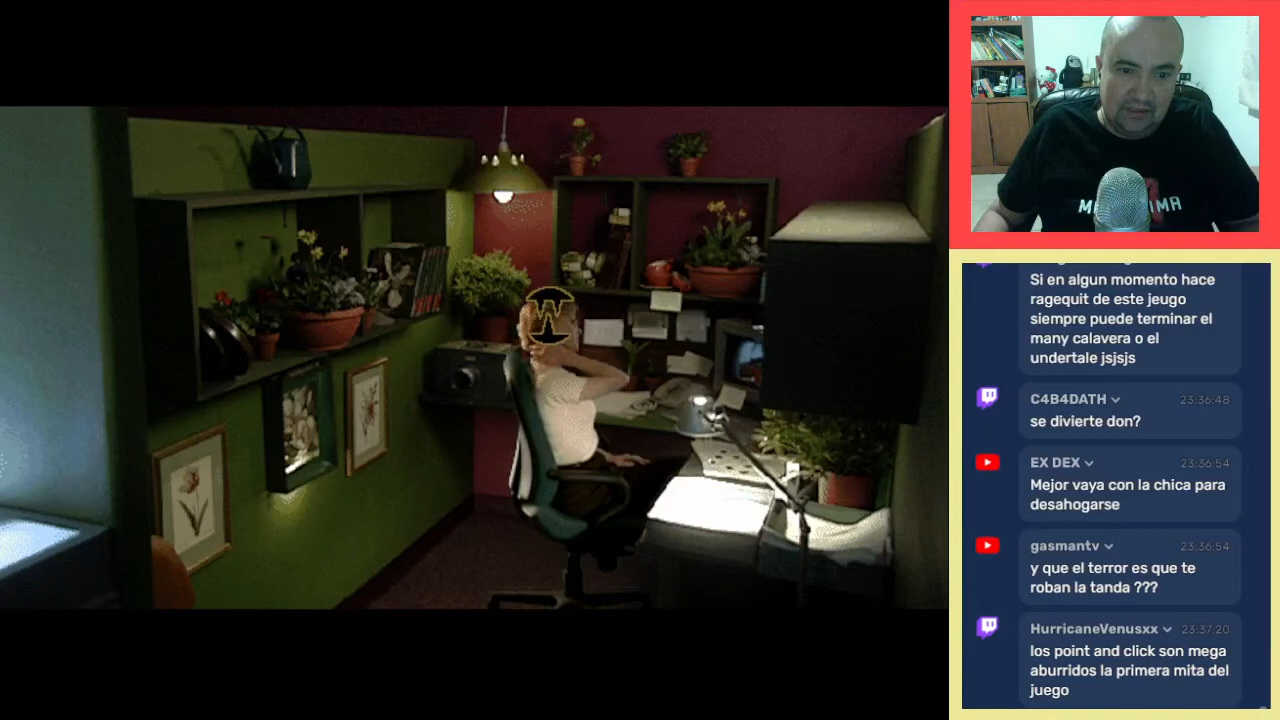 Si en algun momento hace
ragequit de este jeugo
siempre puede terminar el
many calavera o el
undertale jsjsjs
C4B4DATH 23:36:48
se divierte don?
EX DEX 23:36:54
Mejor vaya con la chica para
desahogarse
gasmantv 23:36:54
y que el terror es que te
roban la tanda ???
HurricaneVenusxx 23:37:20
los point and click son mega
aburridos la primera mita del
juego